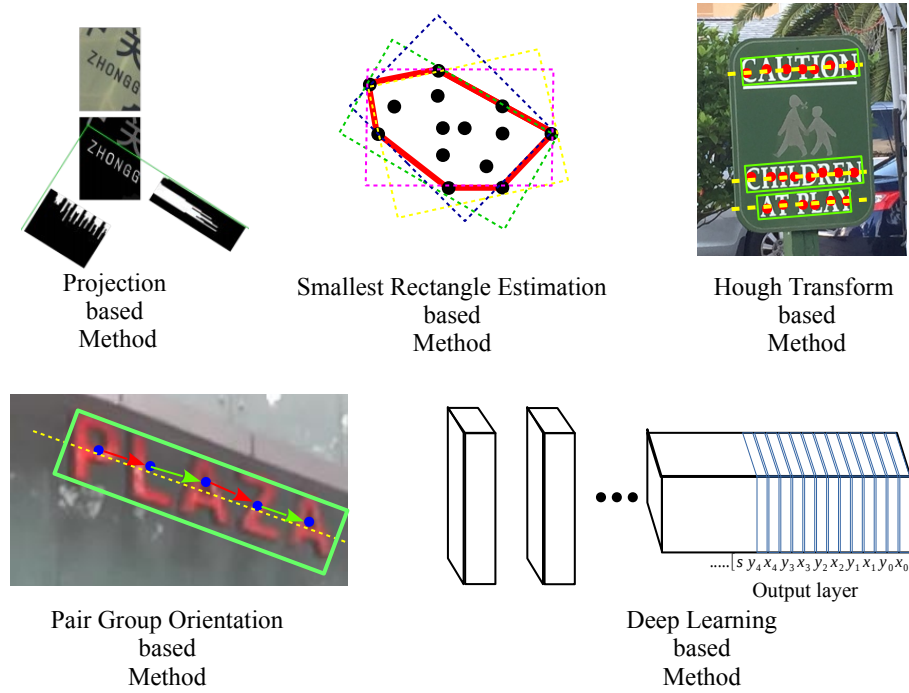 ZHONGG
ZHONGG
Projection
based
Method
Smallest Rectangle Estimation
based
Method
CAUTION
CHILDREN
AT PLAY
Hough Transform
based
Method
PLAZA
Pair Group Orientation
based
Method
..... s y₄ x₄ y₃ x₃ y₂ x₂ y₁ x₁ y₀ x₀
Output layer
Deep Learning
based
Method